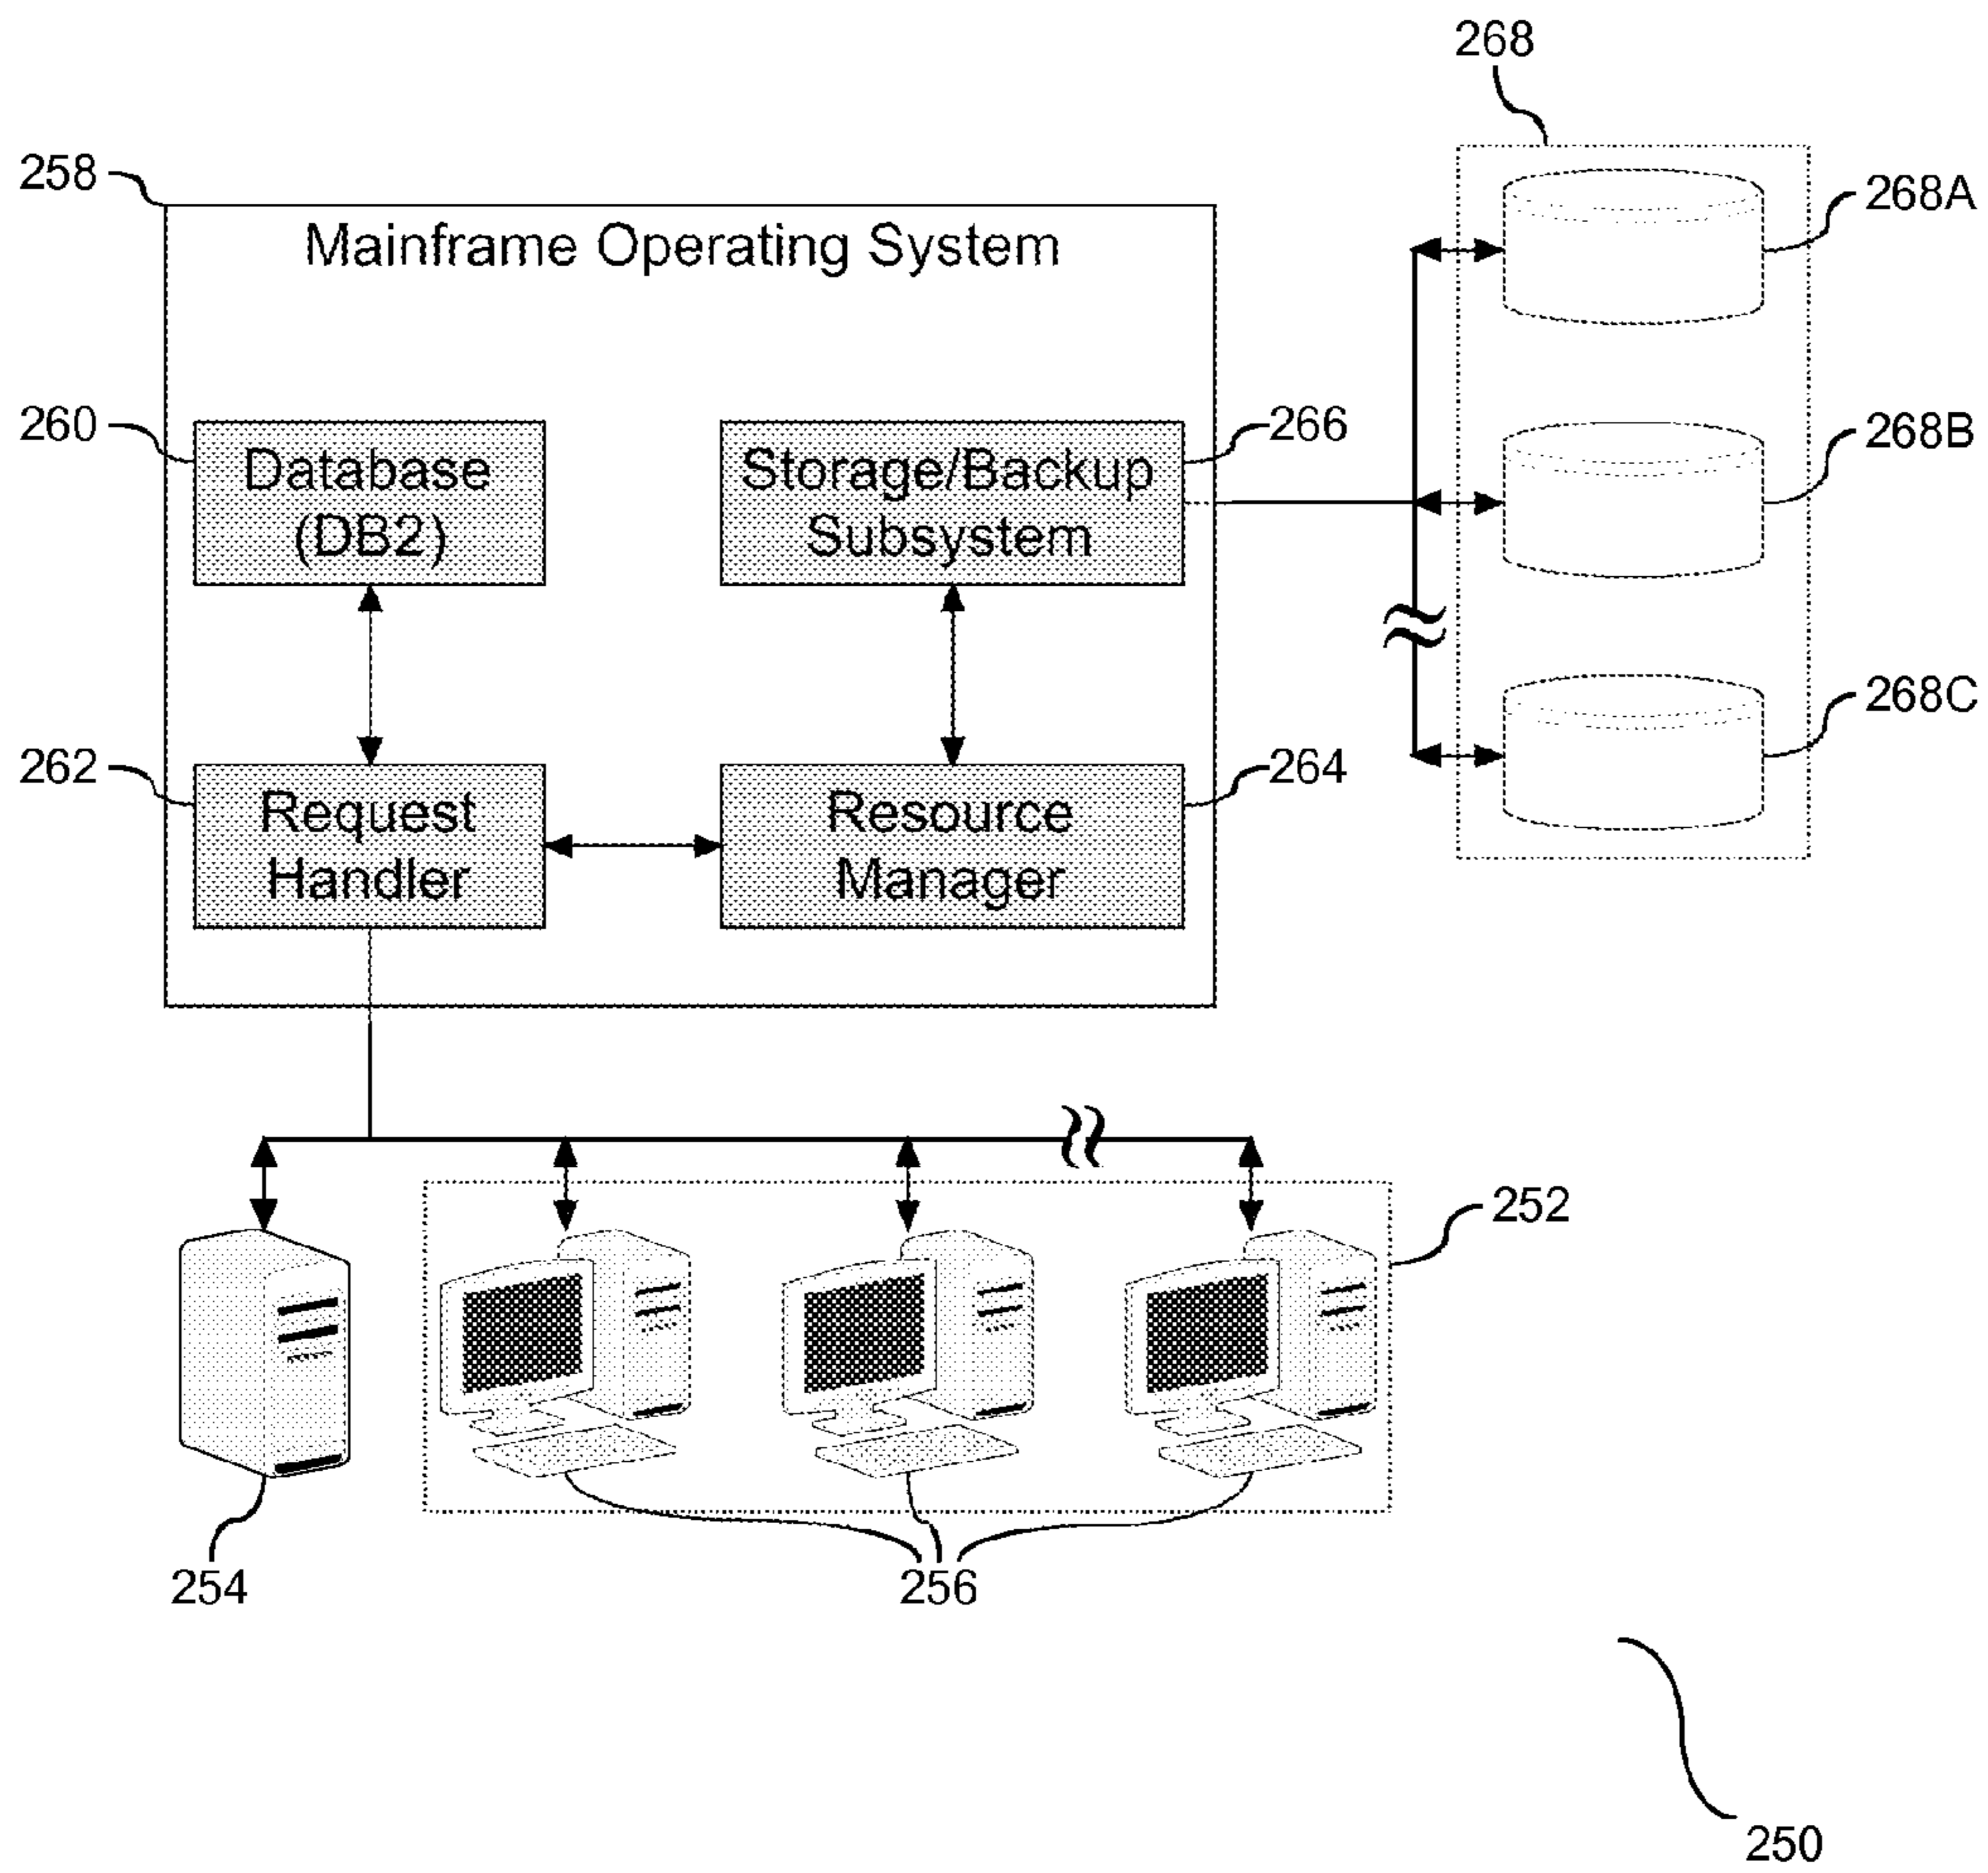 268
258
268A
Mainframe Operating System
260
266
268B
Database
(DB2)
Storage/Backup
Subsystem
268C
262
264
Request
Handler
Resource
Manager
252
254
256
250